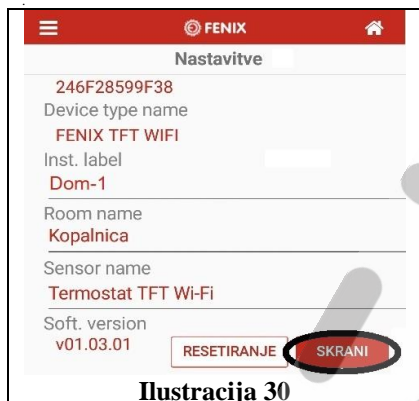 FENIX
Nastavitve
246F28599F38
Device type name
FENIX TFT WIFI
Inst. label
Dom-1
Room name
Kopalnica
Sensor name
Termostat TFT Wi-Fi
Soft. version
v01.03.01
RESETIRANJE SKRANI
Ilustracija 30